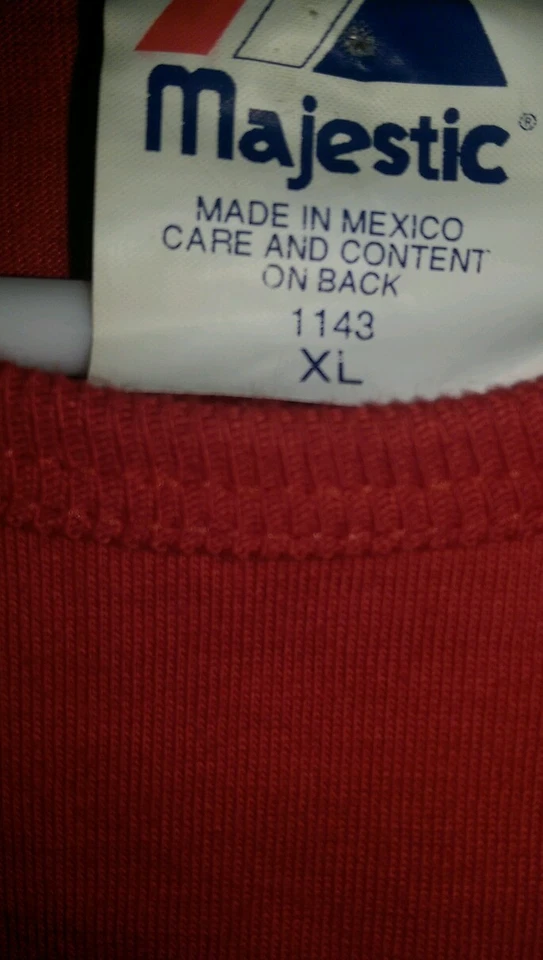 Majestic®
MADE IN MEXICO
CARE AND CONTENT
ON BACK
1143
XL